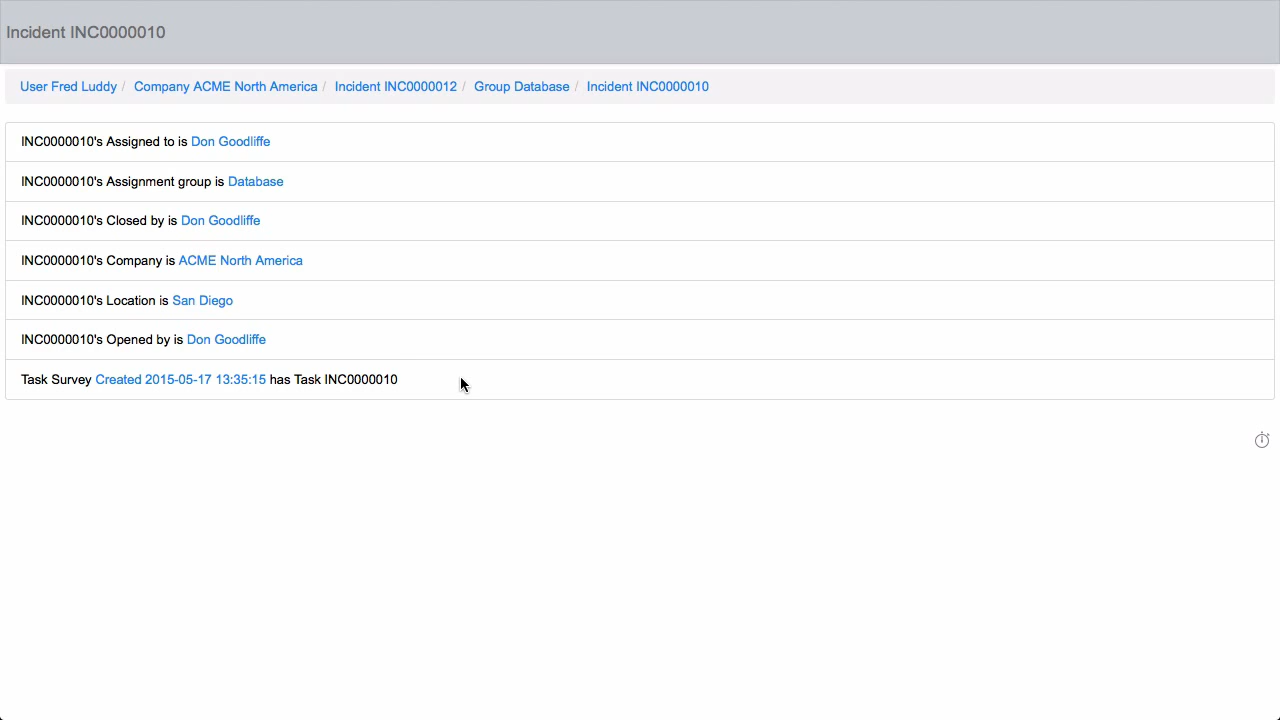 Incident INC0000010
User Fred Luddy / Company ACME North America / Incident INC0000012 / Group Database / Incident INC0000010
INC0000010's Assigned to is Don Goodliffe
INC0000010's Assignment group is Database
INC0000010's Closed by is Don Goodliffe
INC0000010's Company is ACME North America
INC0000010's Location is San Diego
INC0000010's Opened by is Don Goodliffe
Task Survey Created 2015-05-17 13:35:15 has Task INC0000010